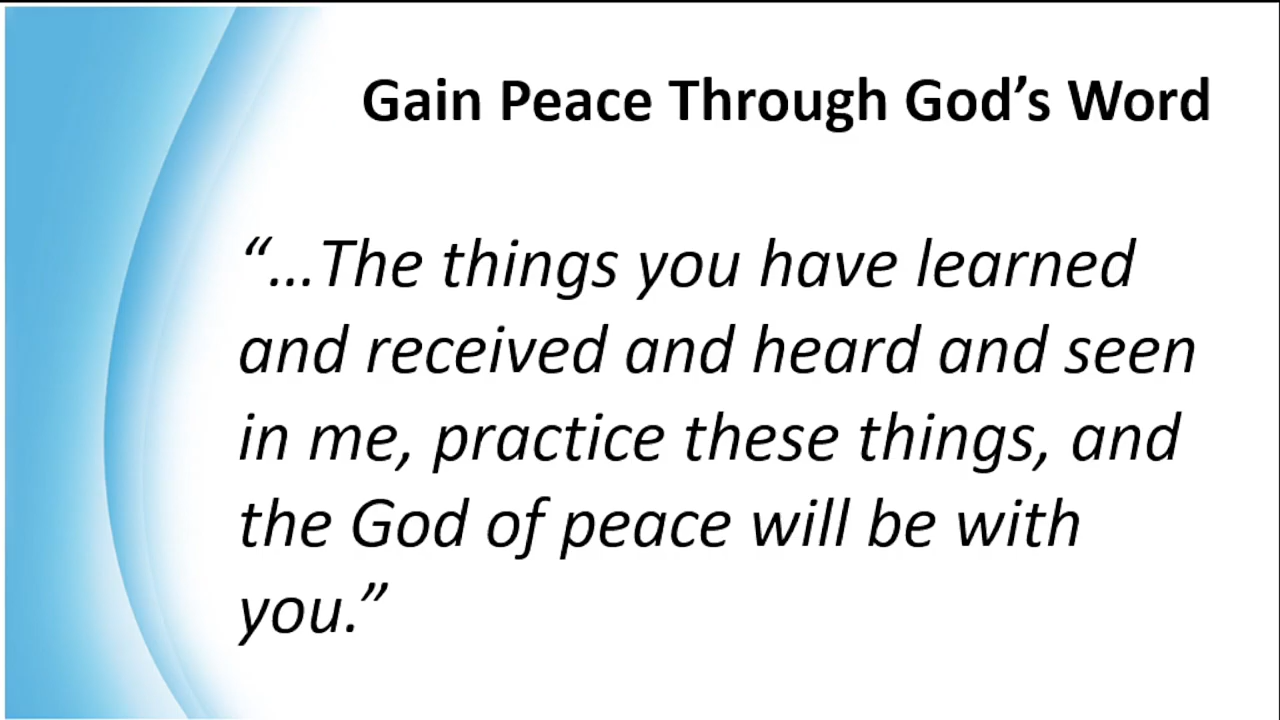 Gain Peace Through God’s Word
“...The things you have learned
and received and heard and seen
in me, practice these things, and
the God of peace will be with
you.”